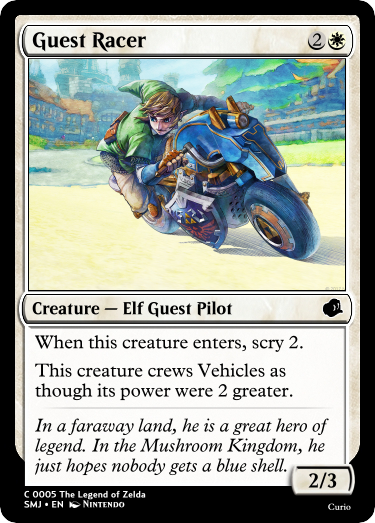 Guest Racer
2
Creature — Elf Guest Pilot
When this creature enters, scry 2.
This creature crews Vehicles as
though its power were 2 greater.
In a faraway land, he is a great hero of
legend. In the Mushroom Kingdom, he
just hopes nobody gets a blue shell.
2/3
C 0005 The Legend of Zelda
SMJ • EN Nintendo
Curio